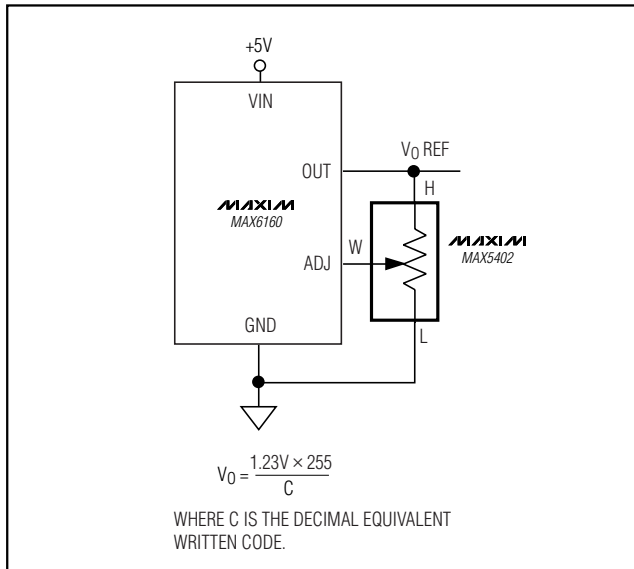 +5V
VIN
V0 REF
OUT
H
MAXIM
MAX6160
MAXIM
MAX5402
W
ADJ
GND
L
V0 = 1.23V × 255
C
WHERE C IS THE DECIMAL EQUIVALENT
WRITTEN CODE.